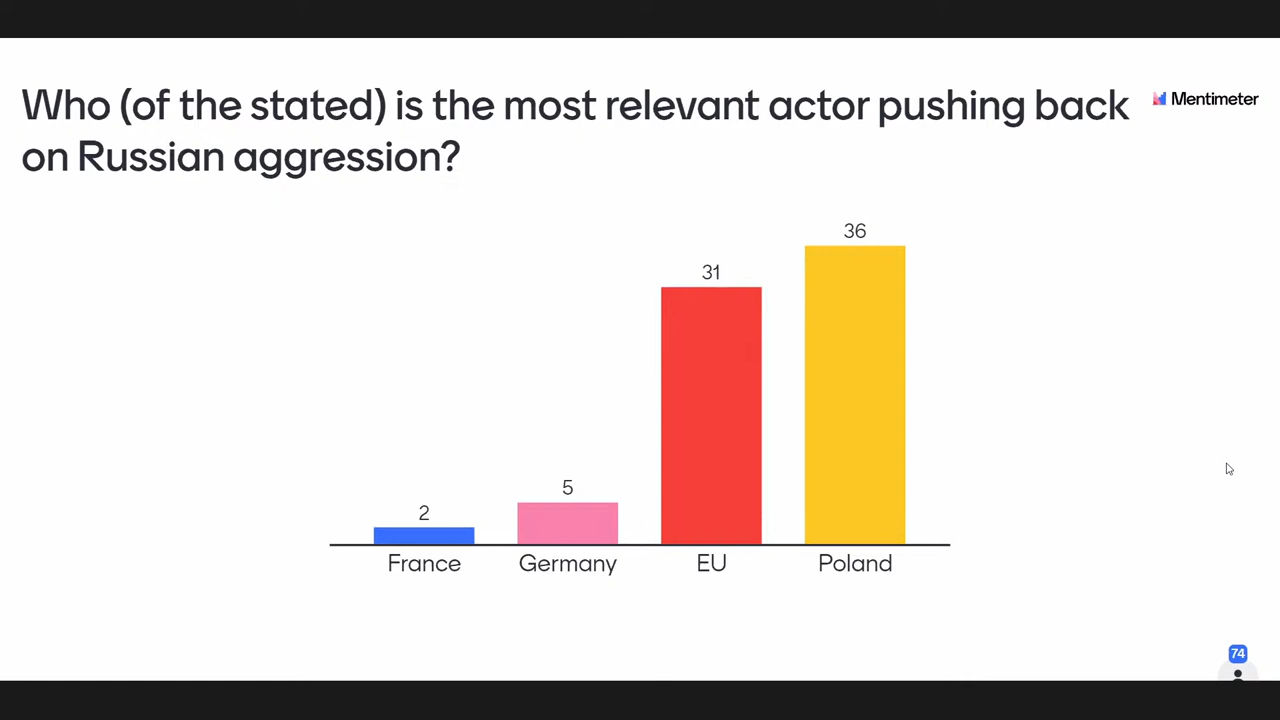 Who (of the stated) is the most relevant actor pushing back
on Russian aggression?
Mentimeter
2
5
31
36
France
Germany
EU
Poland
74